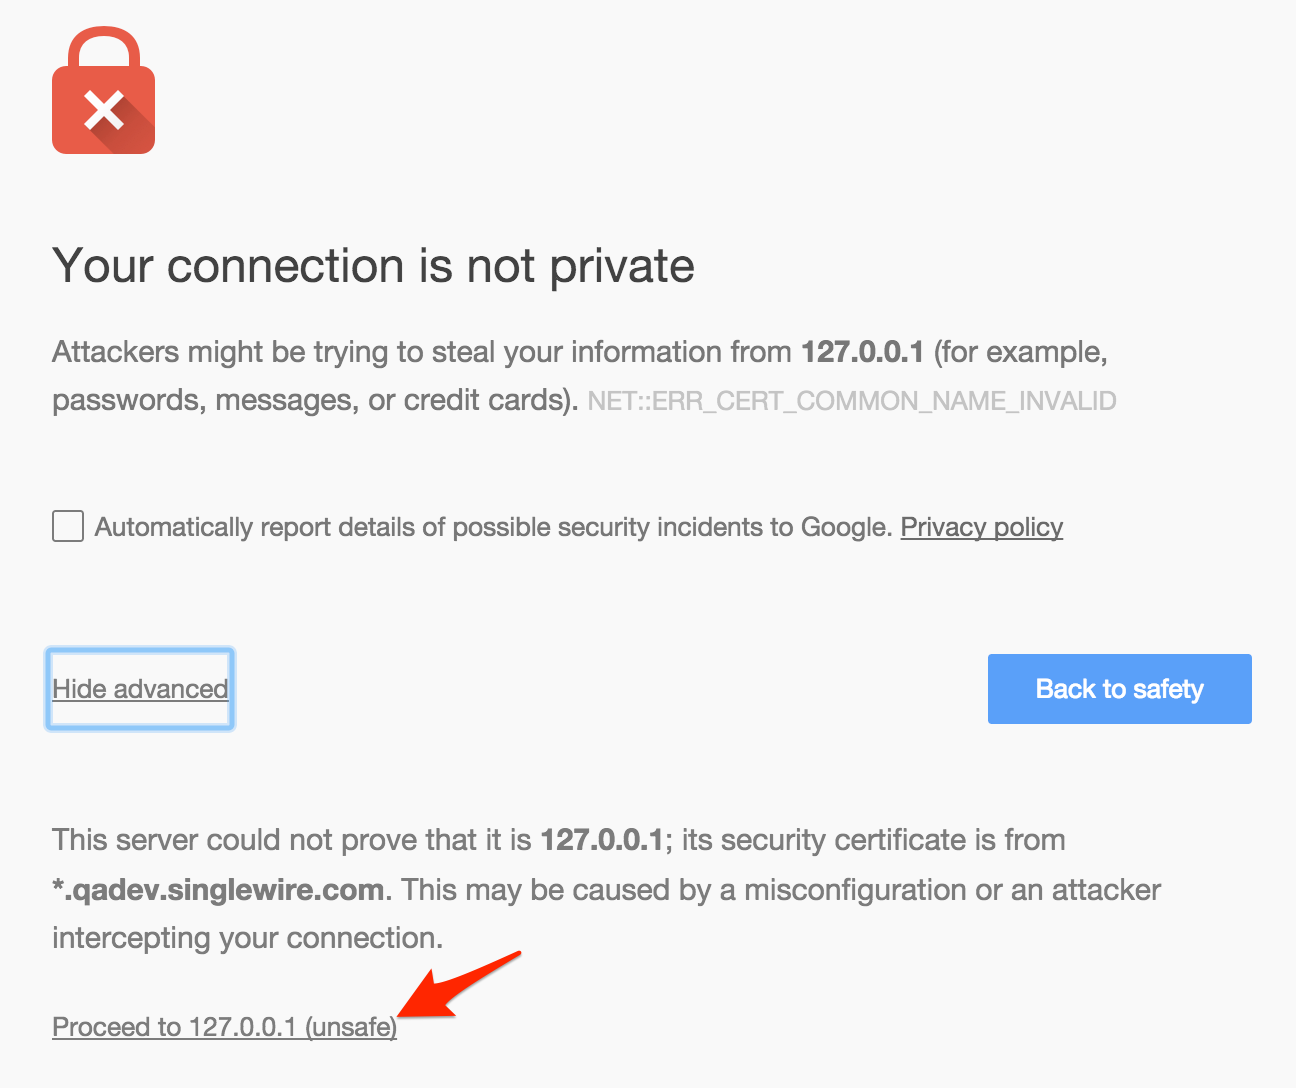 Your connection is not private
Attackers might be trying to steal your information from 127.0.0.1 (for example,
passwords, messages, or credit cards). NET::ERR_CERT_COMMON_NAME_INVALID
Automatically report details of possible security incidents to Google. Privacy policy
Hide advanced
Back to safety
This server could not prove that it is 127.0.0.1; its security certificate is from
*.qadev.singlewire.com. This may be caused by a misconfiguration or an attacker
intercepting your connection.
Proceed to 127.0.0.1 (unsafe)